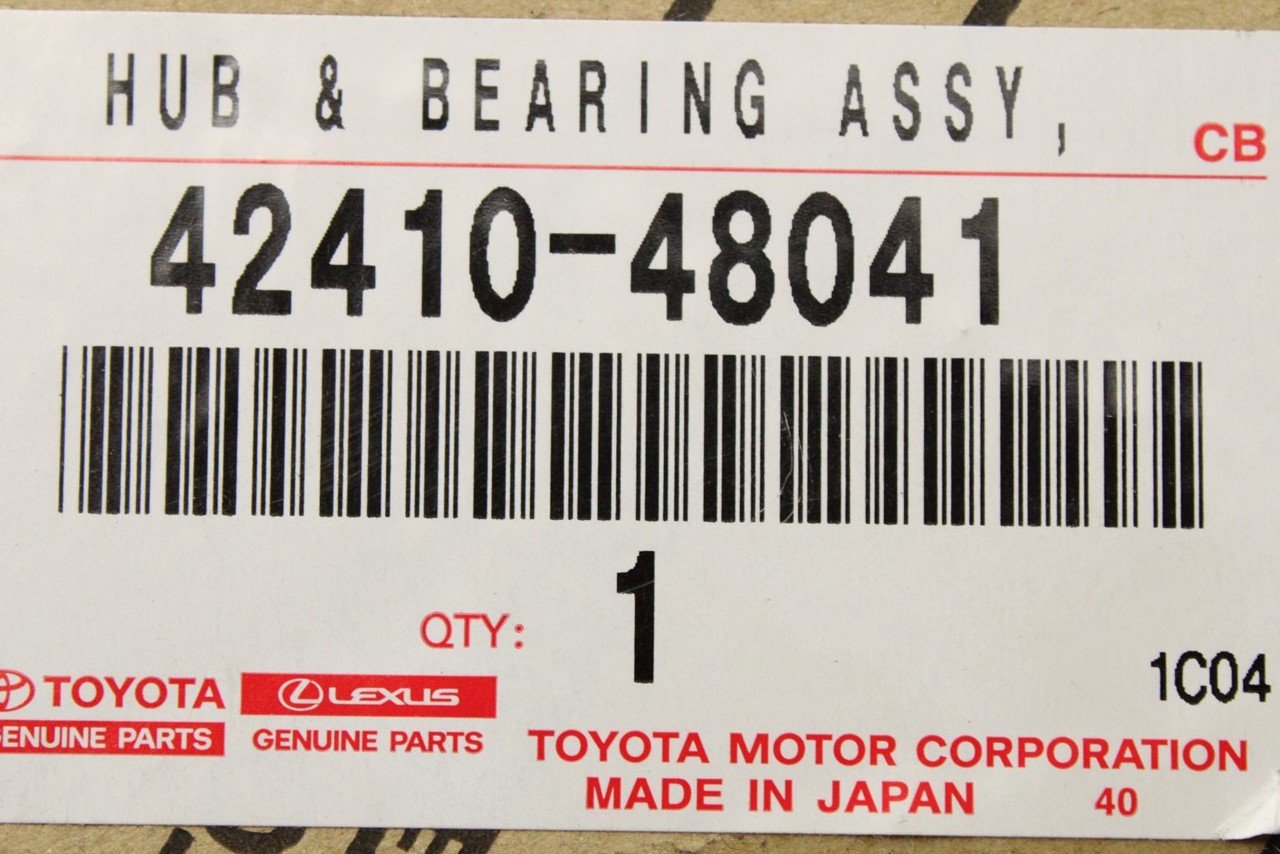 HUB & BEARING ASSY,
CB
42410-48041
QTY: 1
1C04
TOYOTA
GENUINE PARTS
LEXUS
GENUINE PARTS
TOYOTA MOTOR CORPORATION
MADE IN JAPAN 40